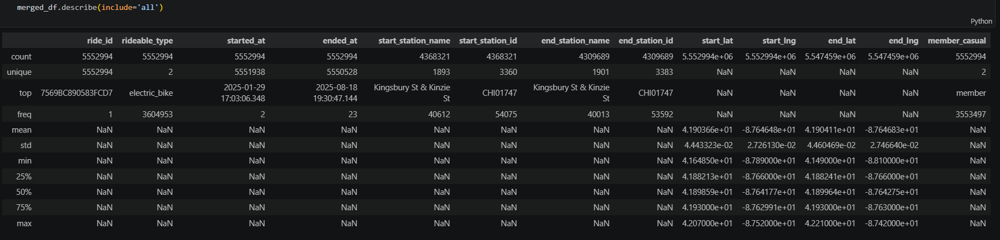 merged_df.describe(include='all')
Python
ride_id rideable_type started_at ended_at start_station_name start_station_id end_station_name end_station_id start_lat start_lng end_lat end_lng member_casual
count 5552994 5552994 5552994 5552994 4368321 4368321 4309689 4309689 5.552994e+06 5.552994e+06 5.547459e+06 5.547459e+06 5552994
unique 5552994 2 5551938 5550528 1893 3360 1901 3383 NaN NaN NaN NaN 2
top 7569BC890583FCD7 electric_bike 2025-01-29 17:03:06.348 2025-08-18 19:30:47.144 Kingsbury St & Kinzie St CHI01747 Kingsbury St & Kinzie St CHI01747 NaN NaN NaN NaN member
freq 1 3604953 2 23 40612 54075 40013 53592 NaN NaN NaN NaN 3553497
mean NaN NaN NaN NaN NaN NaN NaN NaN 4.190366e+01 -8.764648e+01 4.190411e+01 -8.764683e+01 NaN
std NaN NaN NaN NaN NaN NaN NaN NaN 4.443323e-02 2.726130e-02 4.460469e-02 2.746640e-02 NaN
min NaN NaN NaN NaN NaN NaN NaN NaN 4.164850e+01 -8.789000e+01 4.149000e+01 -8.810000e+01 NaN
25% NaN NaN NaN NaN NaN NaN NaN NaN 4.188213e+01 -8.766000e+01 4.188241e+01 -8.766000e+01 NaN
50% NaN NaN NaN NaN NaN NaN NaN NaN 4.189859e+01 -8.764177e+01 4.189964e+01 -8.764275e+01 NaN
75% NaN NaN NaN NaN NaN NaN NaN NaN 4.193000e+01 -8.762991e+01 4.193000e+01 -8.763000e+01 NaN
max NaN NaN NaN NaN NaN NaN NaN NaN 4.207000e+01 -8.752000e+01 4.221000e+01 -8.742000e+01 NaN